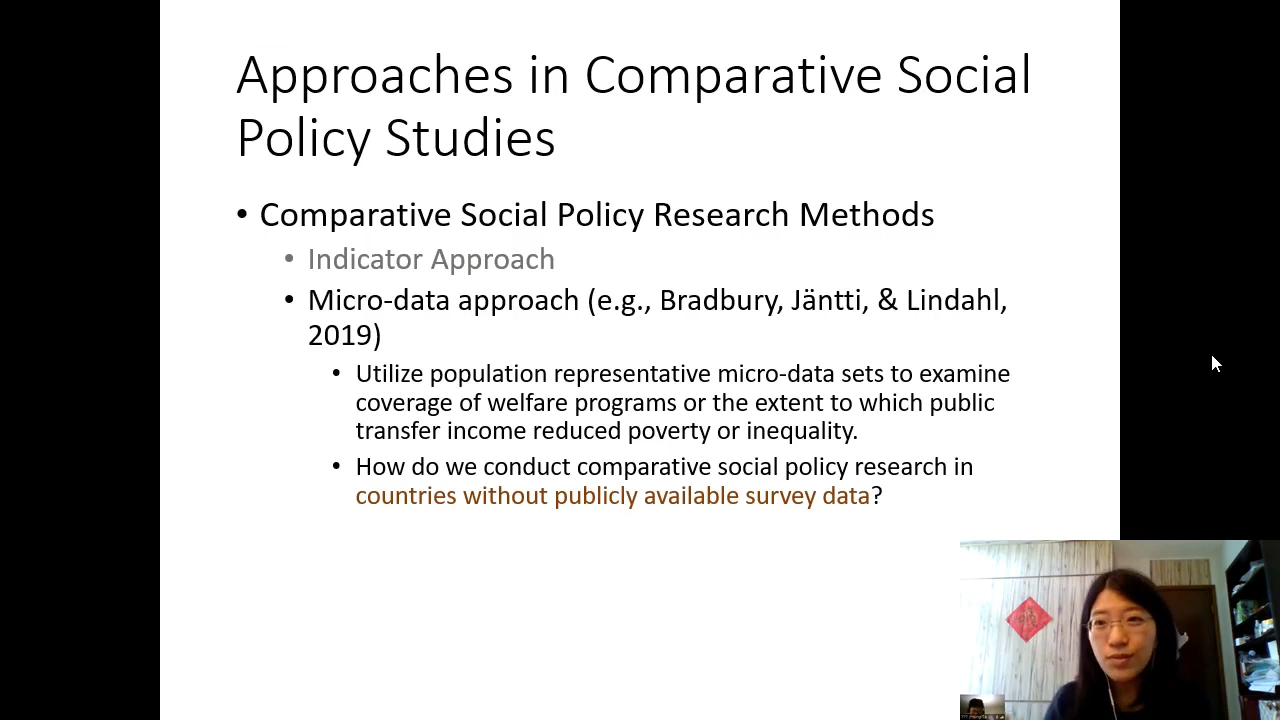 Approaches in Comparative Social
Policy Studies
• Comparative Social Policy Research Methods
• Indicator Approach
• Micro-data approach (e.g., Bradbury, Jäntti, & Lindahl,
2019)
• Utilize population representative micro-data sets to examine
coverage of welfare programs or the extent to which public
transfer income reduced poverty or inequality.
• How do we conduct comparative social policy research in
countries without publicly available survey data?